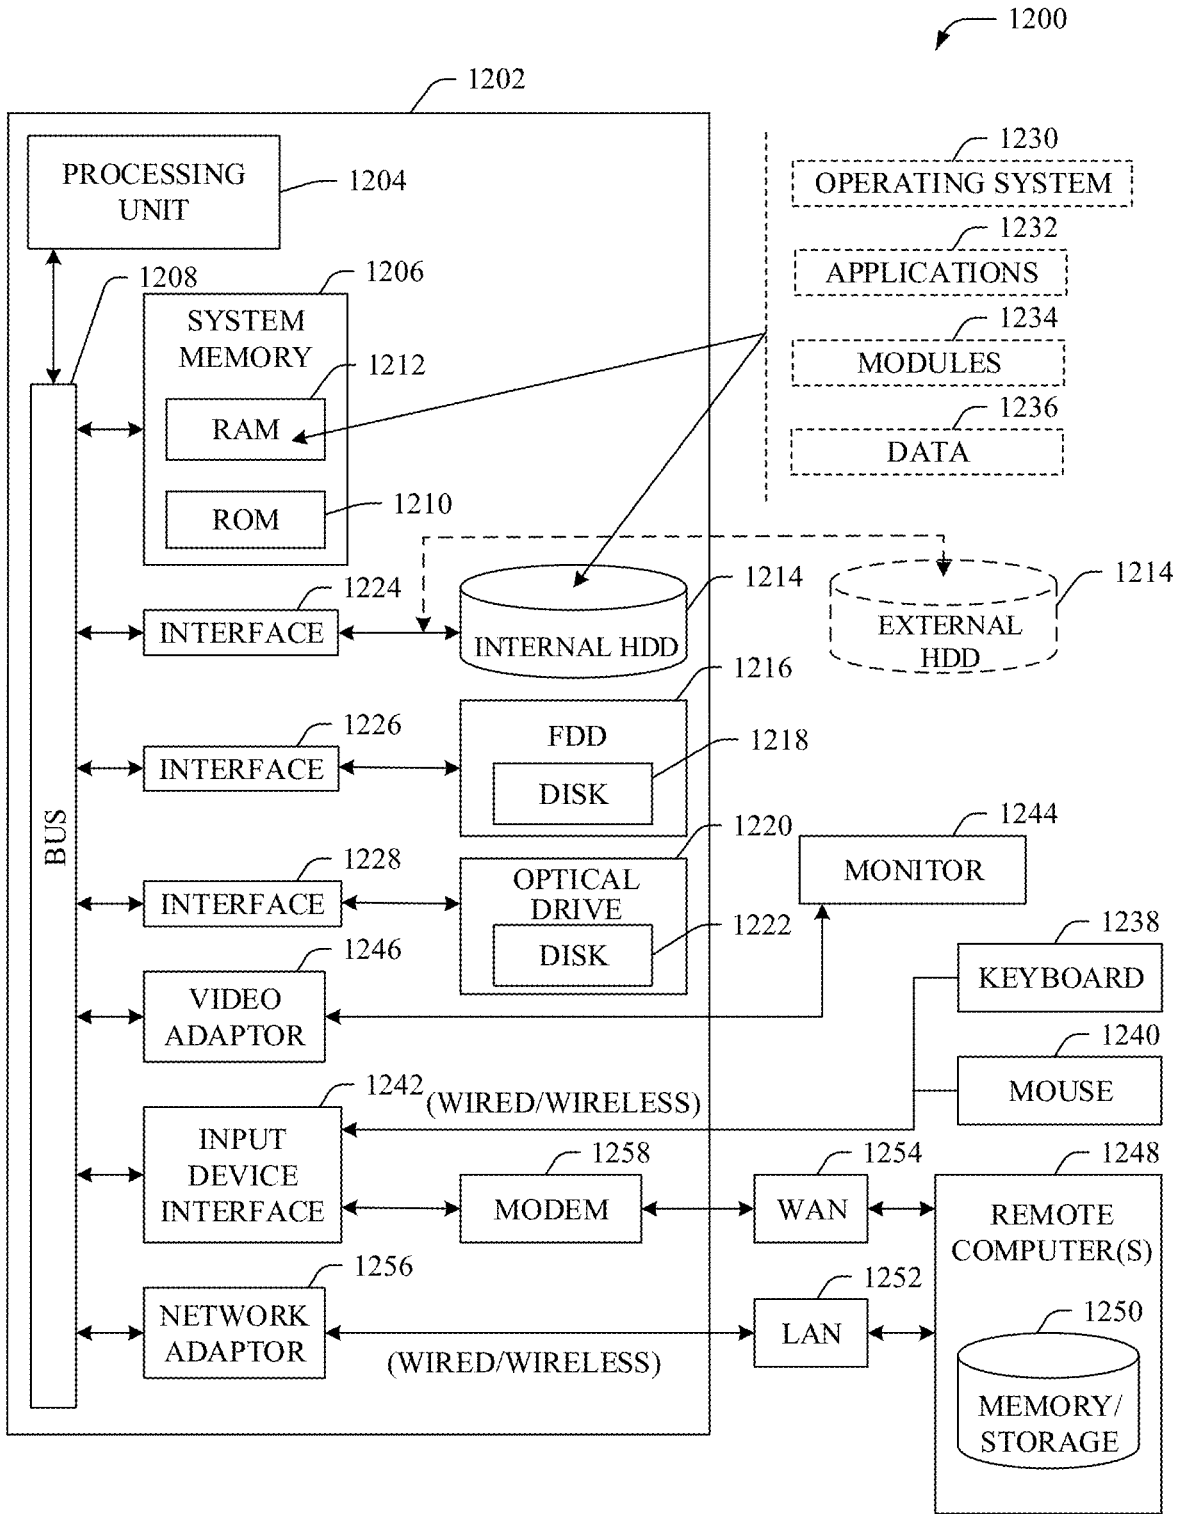 1200
1202
PROCESSING
UNIT
1204
1230
OPERATING SYSTEM
1232
APPLICATIONS
1234
MODULES
1236
DATA
1208
1206
SYSTEM
MEMORY
1212
RAM
1210
ROM
1224
INTERFACE
1214
INTERNAL HDD
1214
EXTERNAL
HDD
1226
INTERFACE
1216
FDD
1218
DISK
BUS
1228
INTERFACE
1220
OPTICAL
DRIVE
1222
DISK
1244
MONITOR
1246
VIDEO
ADAPTOR
1238
KEYBOARD
1240
MOUSE
1242
(WIRED/WIRELESS)
INPUT
DEVICE
INTERFACE
1258
MODEM
1254
WAN
1248
REMOTE
COMPUTER(S)
1256
NETWORK
ADAPTOR
(WIRED/WIRELESS)
1252
LAN
1250
MEMORY/
STORAGE